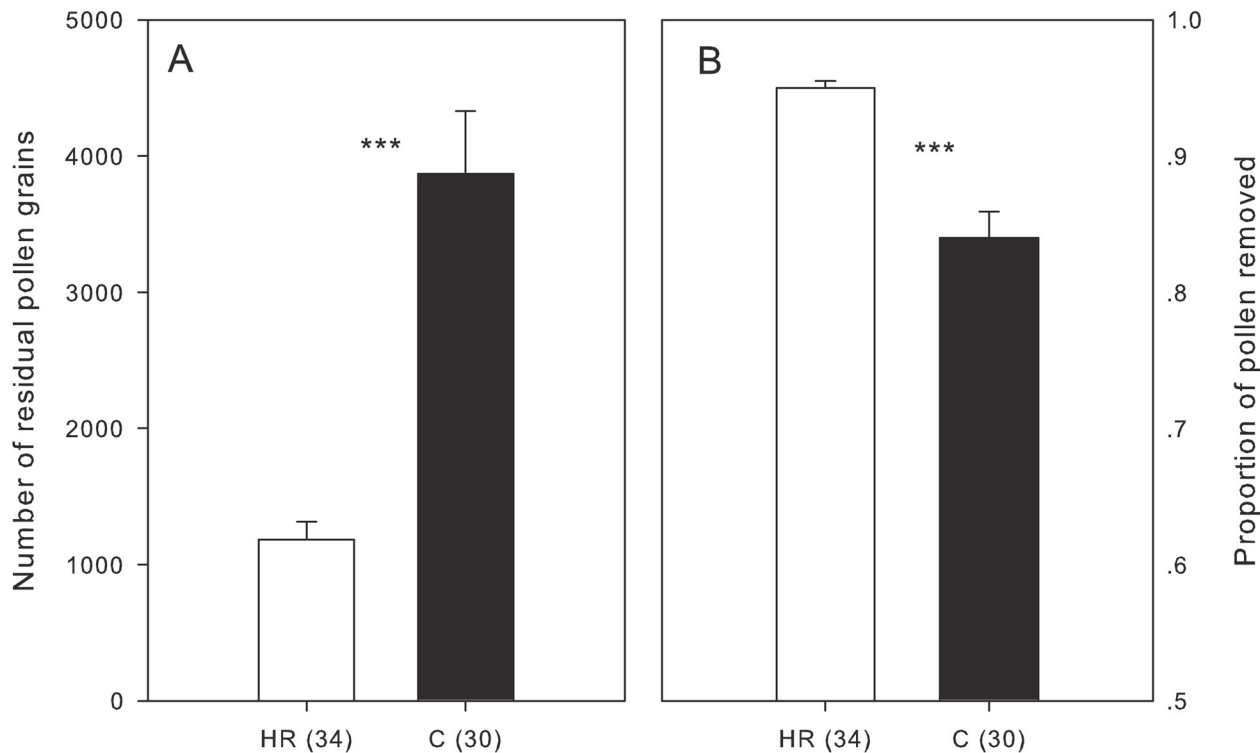 A
B
Number of residual pollen grains
5000
4000
3000
2000
1000
0
***
HR (34)
C (30)
***
HR (34)
C (30)
1.0
.9
.8
.7
.6
.5
Proportion of pollen removed